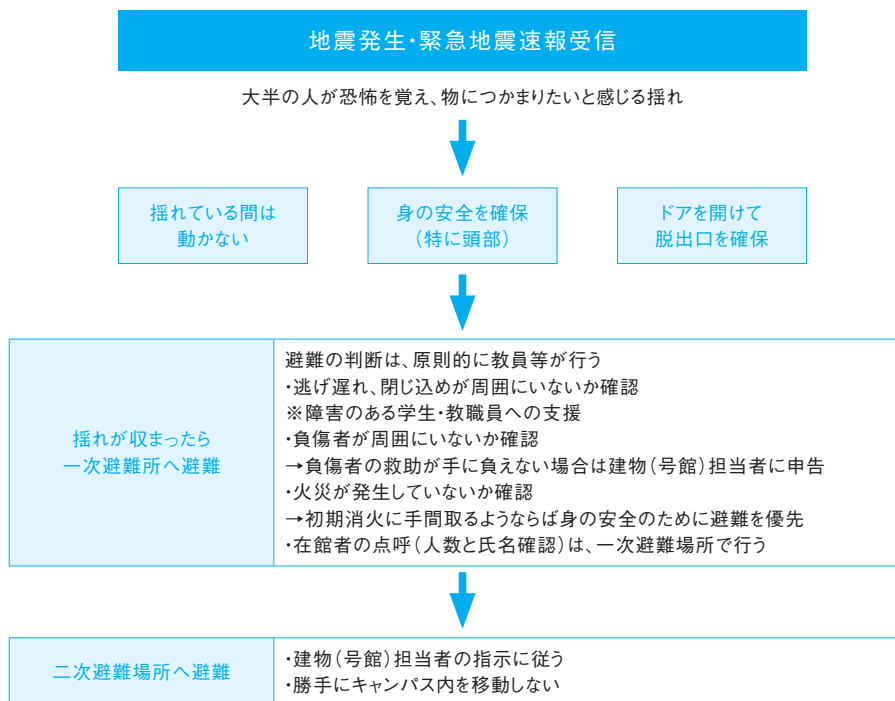 地震発生・緊急地震速報受信
大半の人が恐怖を覚え、物につかまりたいと感じる揺れ
揺れている間は
動かない
身の安全を確保
（特に頭部）
ドアを開けて
脱出口を確保
揺れが収まったら
一次避難所へ避難
避難の判断は、原則的に教員等が行う
・逃げ遅れ、閉じ込めが周囲にいないか確認
※障害のある学生・教職員への支援
・負傷者が周囲にいないか確認
→負傷者の救助が手に負えない場合は建物（号館）担当者に申告
・火災が発生していないか確認
→初期消火に手間取るようならば身の安全のために避難を優先
・在館者の点呼（人数と氏名確認）は、一次避難場所で行う
二次避難場所へ避難
・建物（号館）担当者の指示に従う
・勝手にキャンパス内を移動しない